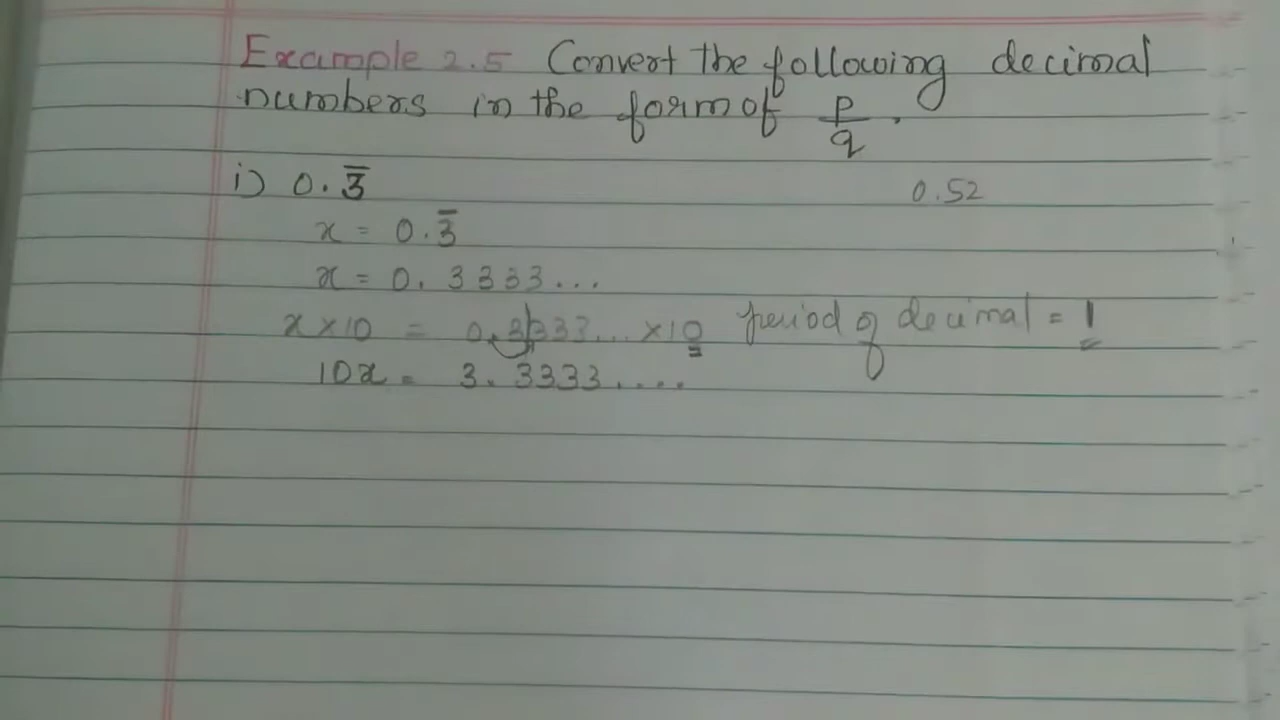 Example 2.5 Convert the following decimal
numbers in the form of p/q.
i) 0.3̅ 0.52
x = 0.3̅
x = 0.3333...
x × 10 = 0.3333... × 10 period of decimal = 1
10x = 3.3333....